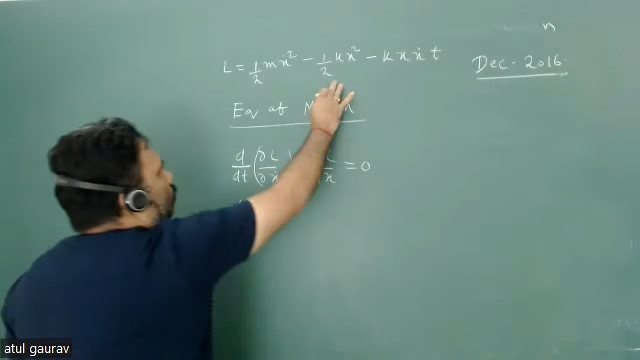 n
L = 1/2 mẋ² - 1/2 kx² - kxẋt
Dec-2016
Eq of
d/dt (∂L/∂ẋ) = 0
atul gaurav